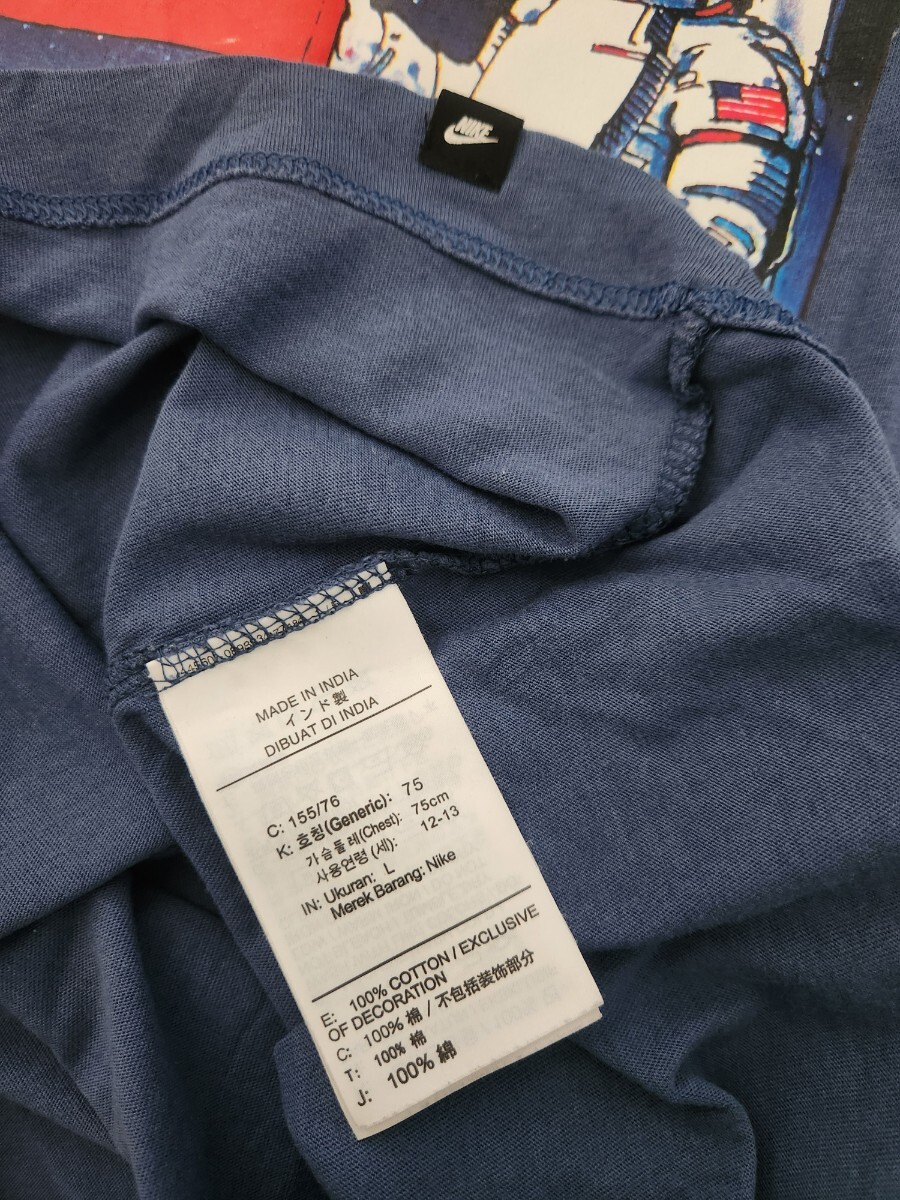 NIKE
MADE IN INDIA
インド製
DIBUAT DI INDIA
C: 155/76
K: 호칭(Generic): 75
가슴둘레(Chest): 75cm
사용연령 (세): 12-13
IN: Ukuran: L
Merek Barang: Nike
E: 100% COTTON / EXCLUSIVE
OF DECORATION
C: 100% 棉 / 不包括装饰部分
T: 100% 棉
J: 100% 綿